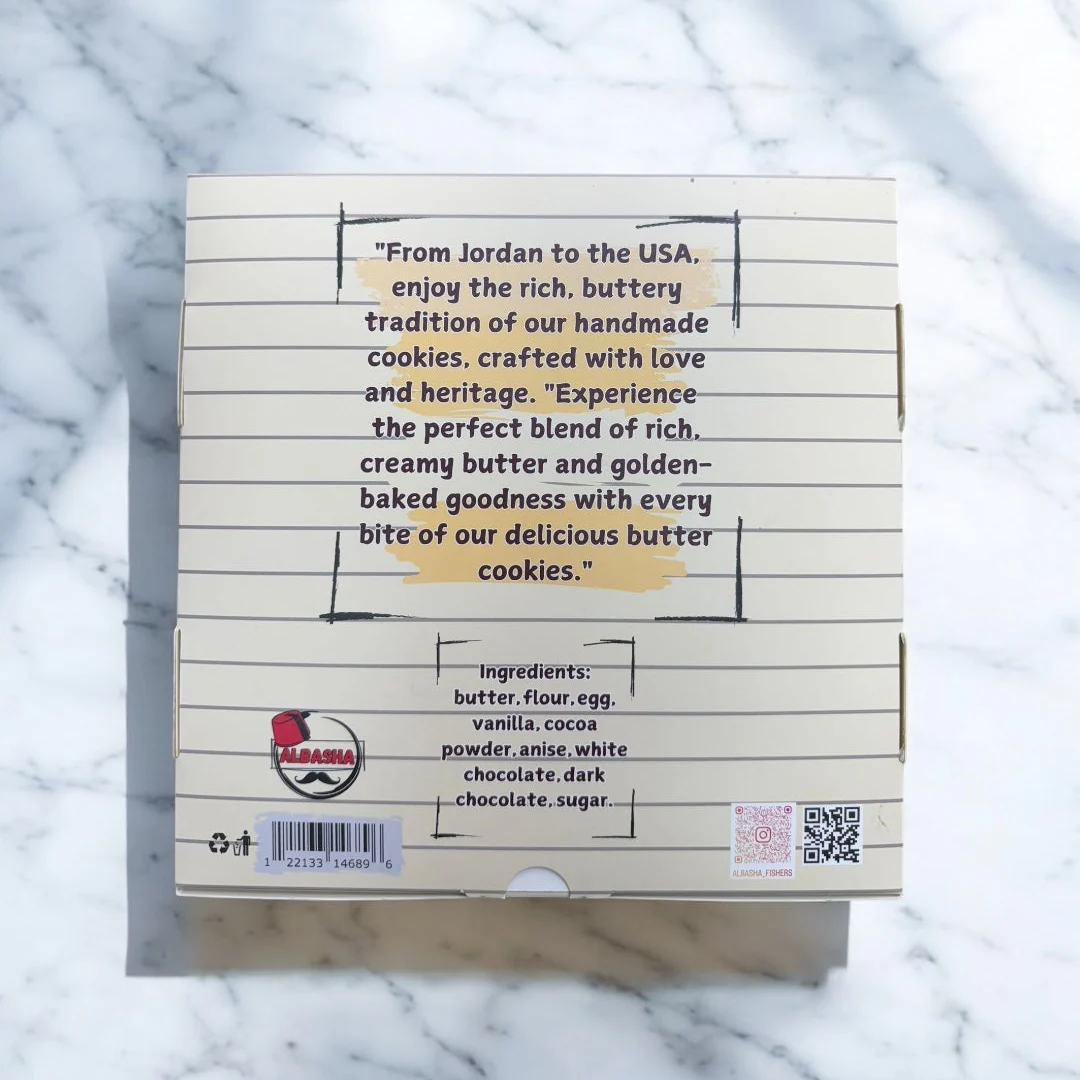 "From Jordan to the USA,
enjoy the rich, buttery
tradition of our handmade
cookies, crafted with love
and heritage. "Experience
the perfect blend of rich,
creamy butter and golden-
baked goodness with every
bite of our delicious butter
cookies."
Ingredients:
butter, flour, egg,
vanilla, cocoa
powder, anise, white
chocolate, dark
chocolate, sugar.
ALBASHA
1 22133 14689 6
ALBASHA_FISHERS